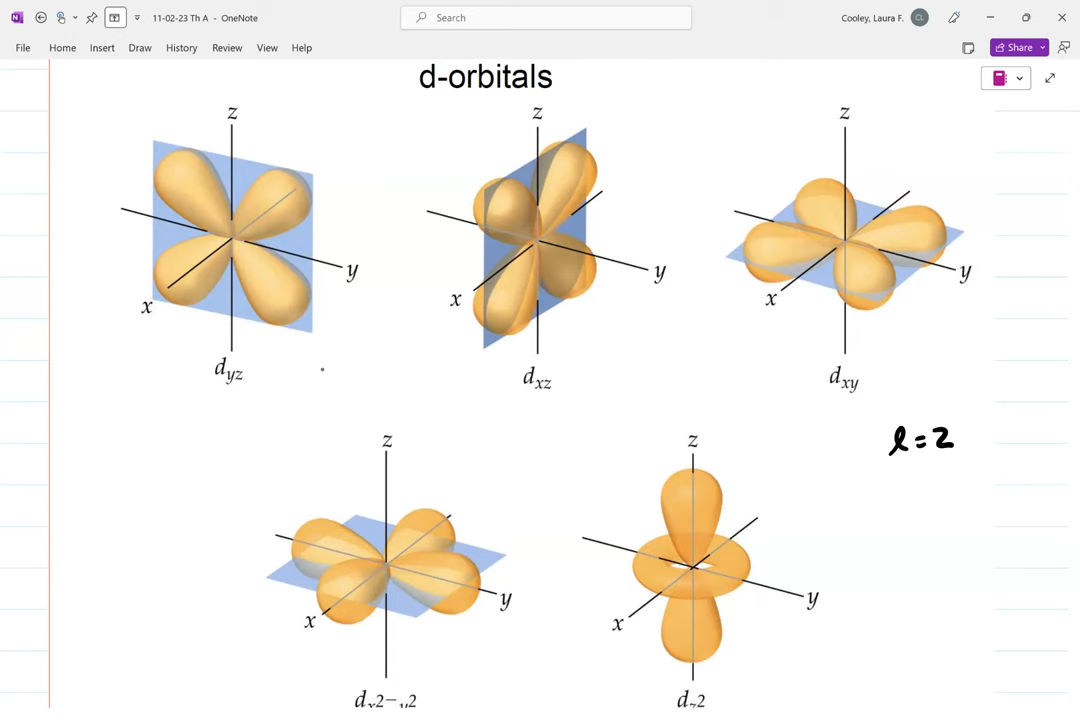 11-02-23 Th A - OneNote
Search
Cooley, Laura F.
CL
File Home Insert Draw History Review View Help
Share
d-orbitals
z z z
y y y
x x x
dyz dxz dxy
l=2
z z
y y
x x
dx2−y2 dz2